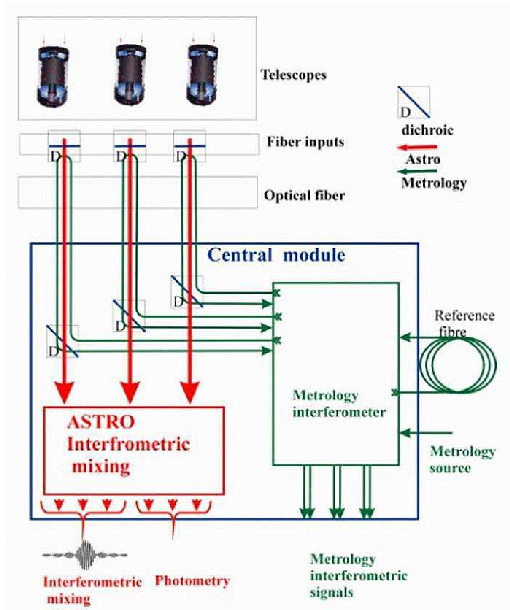 Telescopes
D
dichroic
Fiber inputs
D
D
D
Astro
Metrology
Optical fiber
Central module
D
D
D
Reference
fibre
Metrology
interferometer
ASTRO
Interfrometric
mixing
Metrology
source
Interferometric
mixing
Photometry
Metrology
interferometric
signals